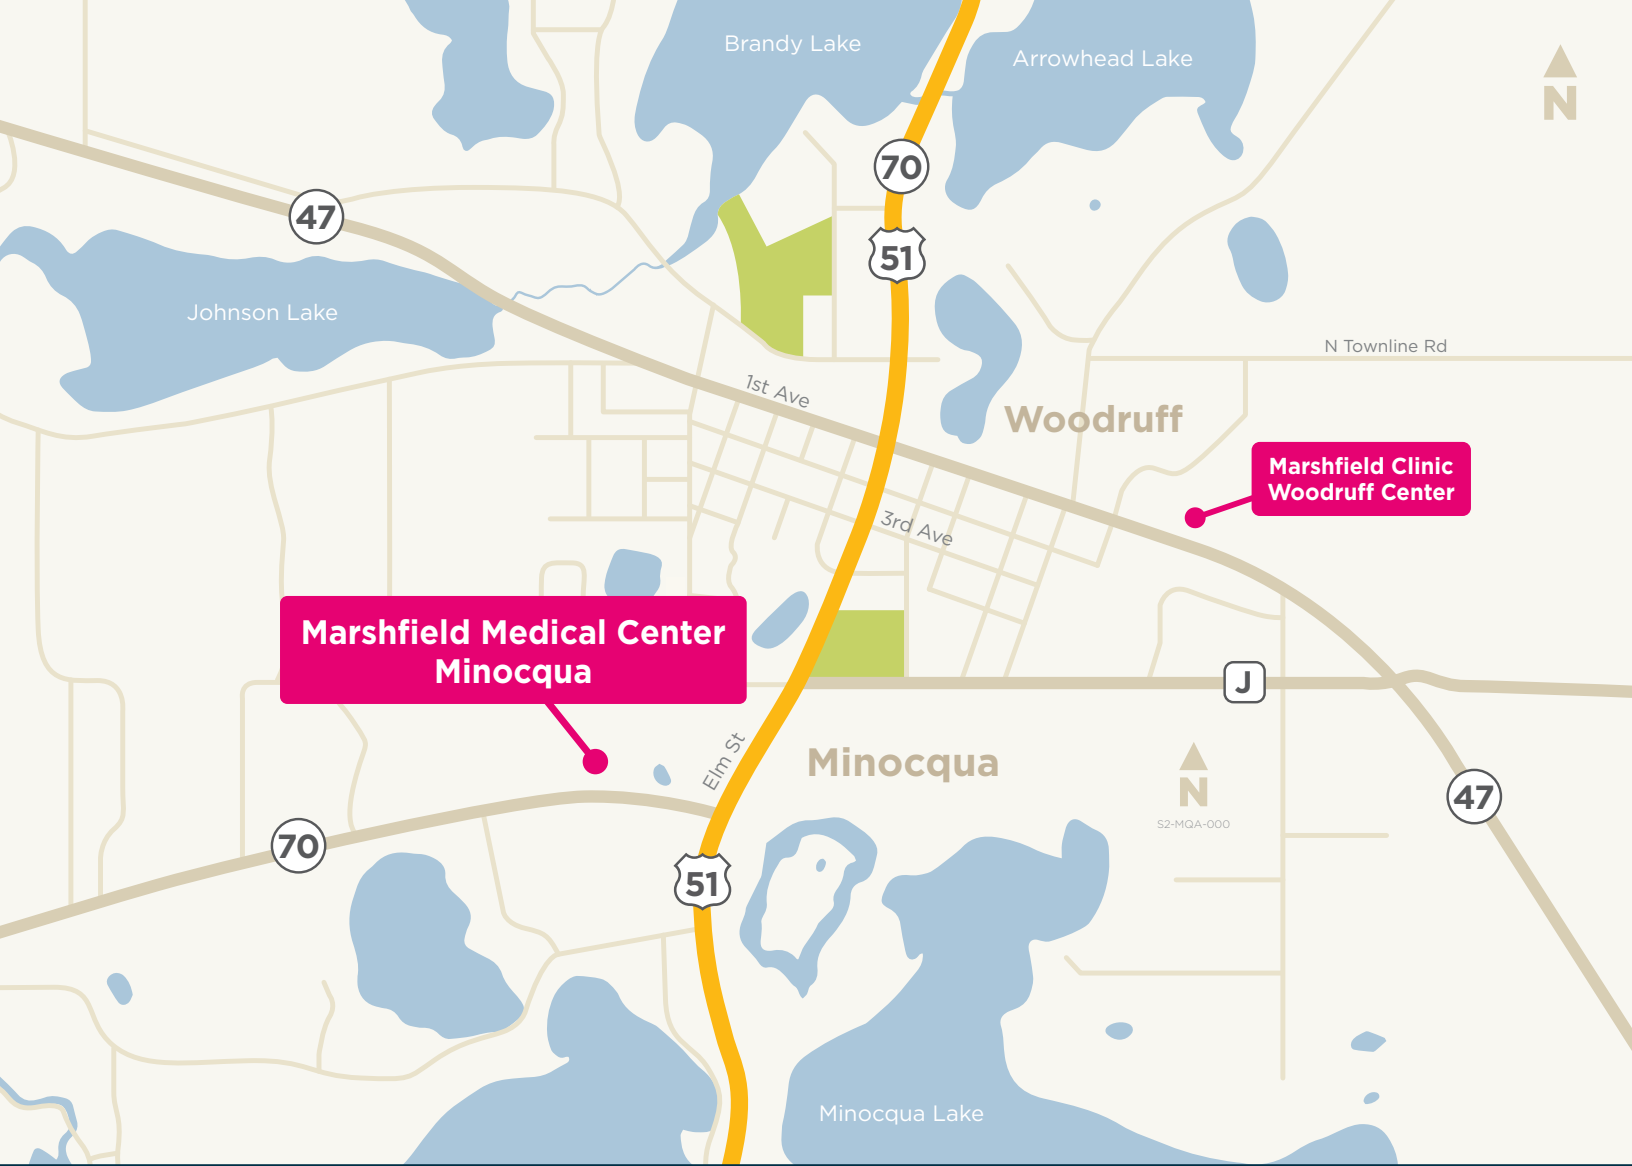 Brandy Lake
Arrowhead Lake
N
70
47
51
Johnson Lake
N Townline Rd
1st Ave
Woodruff
Marshfield Clinic
Woodruff Center
3rd Ave
Marshfield Medical Center
Minocqua
J
Elm St
Minocqua
N
S2-MQA-000
47
70
51
Minocqua Lake